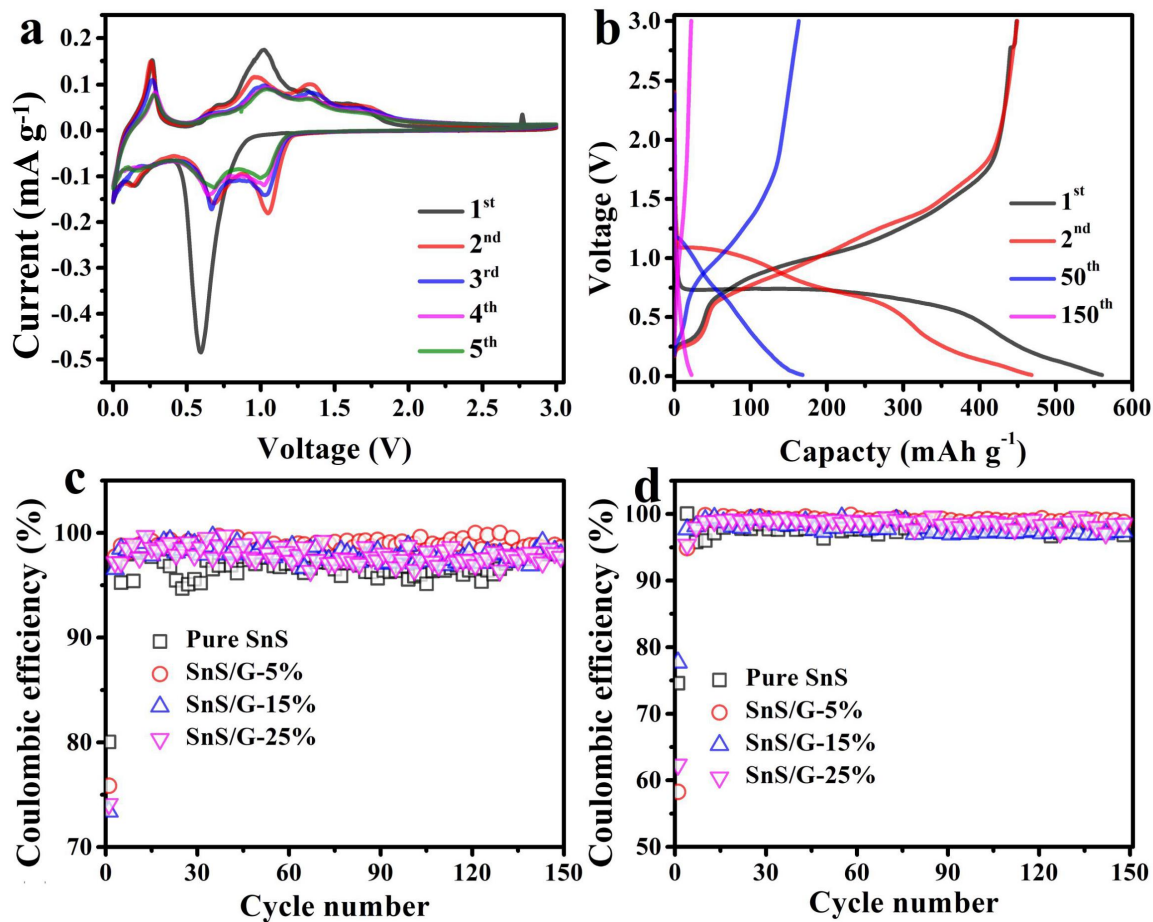 a
0.2
0.1
0.0
-0.1
-0.2
-0.3
-0.4
-0.5
Current (mA g-1)
1st
2nd
3rd
4th
5th
0.0 0.5 1.0 1.5 2.0 2.5 3.0
Voltage (V)
b
3.0
2.5
2.0
1.5
1.0
0.5
0.0
Voltage (V)
1st
2nd
50th
150th
0 100 200 300 400 500 600
Capacty (mAh g-1)
c
100
90
80
70
Coulombic efficiency (%)
Pure SnS
SnS/G-5%
SnS/G-15%
SnS/G-25%
0 30 60 90 120 150
Cycle number
d
100
90
80
70
60
50
Coulombic efficiency (%)
Pure SnS
SnS/G-5%
SnS/G-15%
SnS/G-25%
0 30 60 90 120 150
Cycle number